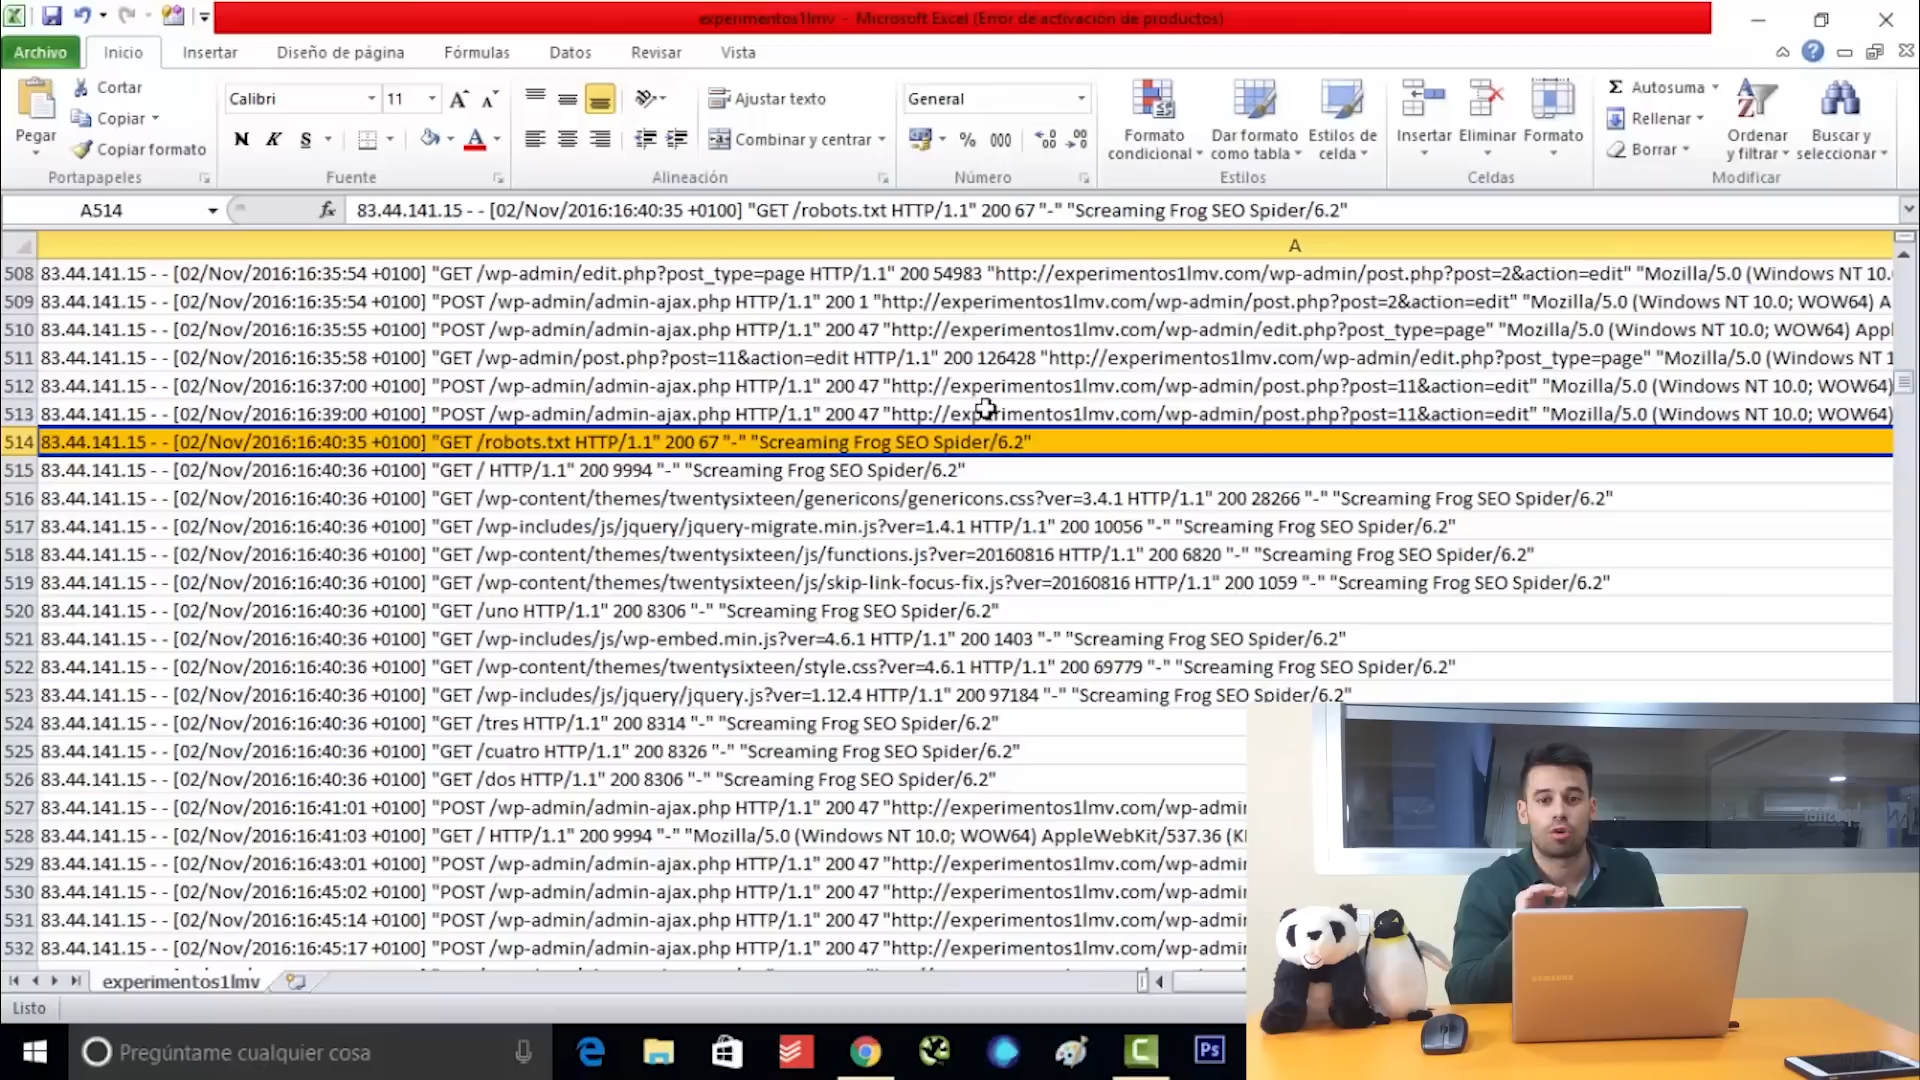 experimentos1lmv - Microsoft Excel (Error de activación de productos)
Archivo Inicio Insertar Diseño de página Fórmulas Datos Revisar Vista
Pegar
Cortar
Copiar
Copiar formato
Portapapeles
Calibri 11
N K S
Fuente
Ajustar texto
Combinar y centrar
Alineación
General
% 000
Número
Formato condicional
Dar formato como tabla
Estilos de celda
Estilos
Insertar Eliminar Formato
Celdas
Autosuma
Rellenar
Borrar
Ordenar y filtrar
Buscar y seleccionar
Modificar
A514 fx 83.44.141.15 - - [02/Nov/2016:16:40:35 +0100] "GET /robots.txt HTTP/1.1" 200 67 "-" "Screaming Frog SEO Spider/6.2"
A
508 83.44.141.15 - - [02/Nov/2016:16:35:54 +0100] "GET /wp-admin/edit.php?post_type=page HTTP/1.1" 200 54983 "http://experimentos1lmv.com/wp-admin/post.php?post=2&action=edit" "Mozilla/5.0 (Windows NT 10.
509 83.44.141.15 - - [02/Nov/2016:16:35:54 +0100] "POST /wp-admin/admin-ajax.php HTTP/1.1" 200 1 "http://experimentos1lmv.com/wp-admin/post.php?post=2&action=edit" "Mozilla/5.0 (Windows NT 10.0; WOW64) A
510 83.44.141.15 - - [02/Nov/2016:16:35:55 +0100] "POST /wp-admin/admin-ajax.php HTTP/1.1" 200 47 "http://experimentos1lmv.com/wp-admin/edit.php?post_type=page" "Mozilla/5.0 (Windows NT 10.0; WOW64) Appl
511 83.44.141.15 - - [02/Nov/2016:16:35:58 +0100] "GET /wp-admin/post.php?post=11&action=edit HTTP/1.1" 200 126428 "http://experimentos1lmv.com/wp-admin/edit.php?post_type=page" "Mozilla/5.0 (Windows NT 1
512 83.44.141.15 - - [02/Nov/2016:16:37:00 +0100] "POST /wp-admin/admin-ajax.php HTTP/1.1" 200 47 "http://experimentos1lmv.com/wp-admin/post.php?post=11&action=edit" "Mozilla/5.0 (Windows NT 10.0; WOW64)
513 83.44.141.15 - - [02/Nov/2016:16:39:00 +0100] "POST /wp-admin/admin-ajax.php HTTP/1.1" 200 47 "http://experimentos1lmv.com/wp-admin/post.php?post=11&action=edit" "Mozilla/5.0 (Windows NT 10.0; WOW64)
514 83.44.141.15 - - [02/Nov/2016:16:40:35 +0100] "GET /robots.txt HTTP/1.1" 200 67 "-" "Screaming Frog SEO Spider/6.2"
515 83.44.141.15 - - [02/Nov/2016:16:40:36 +0100] "GET / HTTP/1.1" 200 9994 "-" "Screaming Frog SEO Spider/6.2"
516 83.44.141.15 - - [02/Nov/2016:16:40:36 +0100] "GET /wp-content/themes/twentysixteen/genericons/genericons.css?ver=3.4.1 HTTP/1.1" 200 28266 "-" "Screaming Frog SEO Spider/6.2"
517 83.44.141.15 - - [02/Nov/2016:16:40:36 +0100] "GET /wp-includes/js/jquery/jquery-migrate.min.js?ver=1.4.1 HTTP/1.1" 200 10056 "-" "Screaming Frog SEO Spider/6.2"
518 83.44.141.15 - - [02/Nov/2016:16:40:36 +0100] "GET /wp-content/themes/twentysixteen/js/functions.js?ver=20160816 HTTP/1.1" 200 6820 "-" "Screaming Frog SEO Spider/6.2"
519 83.44.141.15 - - [02/Nov/2016:16:40:36 +0100] "GET /wp-content/themes/twentysixteen/js/skip-link-focus-fix.js?ver=20160816 HTTP/1.1" 200 1059 "-" "Screaming Frog SEO Spider/6.2"
520 83.44.141.15 - - [02/Nov/2016:16:40:36 +0100] "GET /uno HTTP/1.1" 200 8306 "-" "Screaming Frog SEO Spider/6.2"
521 83.44.141.15 - - [02/Nov/2016:16:40:36 +0100] "GET /wp-includes/js/wp-embed.min.js?ver=4.6.1 HTTP/1.1" 200 1403 "-" "Screaming Frog SEO Spider/6.2"
522 83.44.141.15 - - [02/Nov/2016:16:40:36 +0100] "GET /wp-content/themes/twentysixteen/style.css?ver=4.6.1 HTTP/1.1" 200 69779 "-" "Screaming Frog SEO Spider/6.2"
523 83.44.141.15 - - [02/Nov/2016:16:40:36 +0100] "GET /wp-includes/js/jquery/jquery.js?ver=1.12.4 HTTP/1.1" 200 97184 "-" "Screaming Frog SEO Spider/6.2"
524 83.44.141.15 - - [02/Nov/2016:16:40:36 +0100] "GET /tres HTTP/1.1" 200 8314 "-" "Screaming Frog SEO Spider/6.2"
525 83.44.141.15 - - [02/Nov/2016:16:40:36 +0100] "GET /cuatro HTTP/1.1" 200 8326 "-" "Screaming Frog SEO Spider/6.2"
526 83.44.141.15 - - [02/Nov/2016:16:40:36 +0100] "GET /dos HTTP/1.1" 200 8306 "-" "Screaming Frog SEO Spider/6.2"
527 83.44.141.15 - - [02/Nov/2016:16:41:01 +0100] "POST /wp-admin/admin-ajax.php HTTP/1.1" 200 47 "http://experimentos1lmv.com/wp-admin
528 83.44.141.15 - - [02/Nov/2016:16:41:03 +0100] "GET / HTTP/1.1" 200 9994 "-" "Mozilla/5.0 (Windows NT 10.0; WOW64) AppleWebKit/537.36 (K
529 83.44.141.15 - - [02/Nov/2016:16:43:01 +0100] "POST /wp-admin/admin-ajax.php HTTP/1.1" 200 47 "http://experimentos1lmv.com/wp-admin
530 83.44.141.15 - - [02/Nov/2016:16:45:02 +0100] "POST /wp-admin/admin-ajax.php HTTP/1.1" 200 47 "http://experimentos1lmv.com/wp-admin
531 83.44.141.15 - - [02/Nov/2016:16:45:14 +0100] "POST /wp-admin/admin-ajax.php HTTP/1.1" 200 47 "http://experimentos1lmv.com/wp-admin
532 83.44.141.15 - - [02/Nov/2016:16:45:17 +0100] "POST /wp-admin/admin-ajax.php HTTP/1.1" 200 47 "http://experimentos1lmv.com/wp-admin
experimentos1lmv
Listo
SAMSUNG
Pregúntame cualquier cosa
Ps